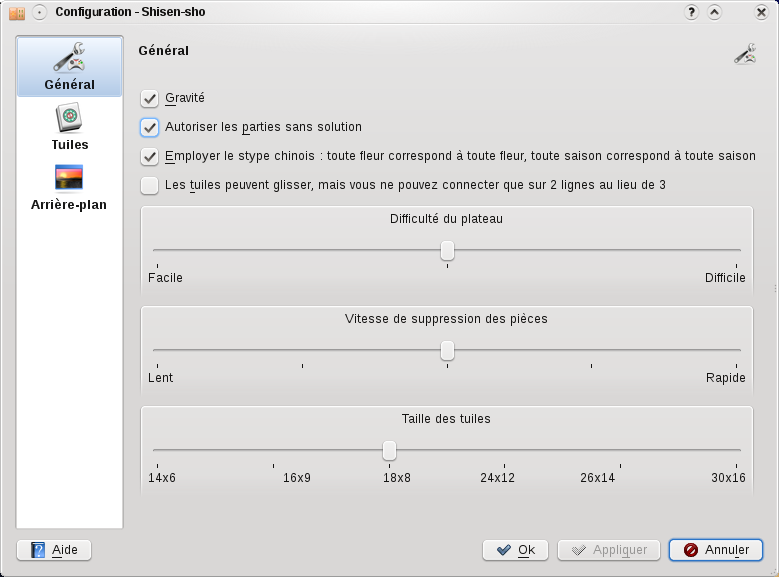 Configuration - Shisen-sho
Général
Tuiles
Arrière-plan
Général
Gravité
Autoriser les parties sans solution
Employer le stype chinois : toute fleur correspond à toute fleur, toute saison correspond à toute saison
Les tuiles peuvent glisser, mais vous ne pouvez connecter que sur 2 lignes au lieu de 3
Difficulté du plateau
Facile Difficile
Vitesse de suppression des pièces
Lent Rapide
Taille des tuiles
14x6 16x9 18x8 24x12 26x14 30x16
Aide Ok Appliquer Annuler